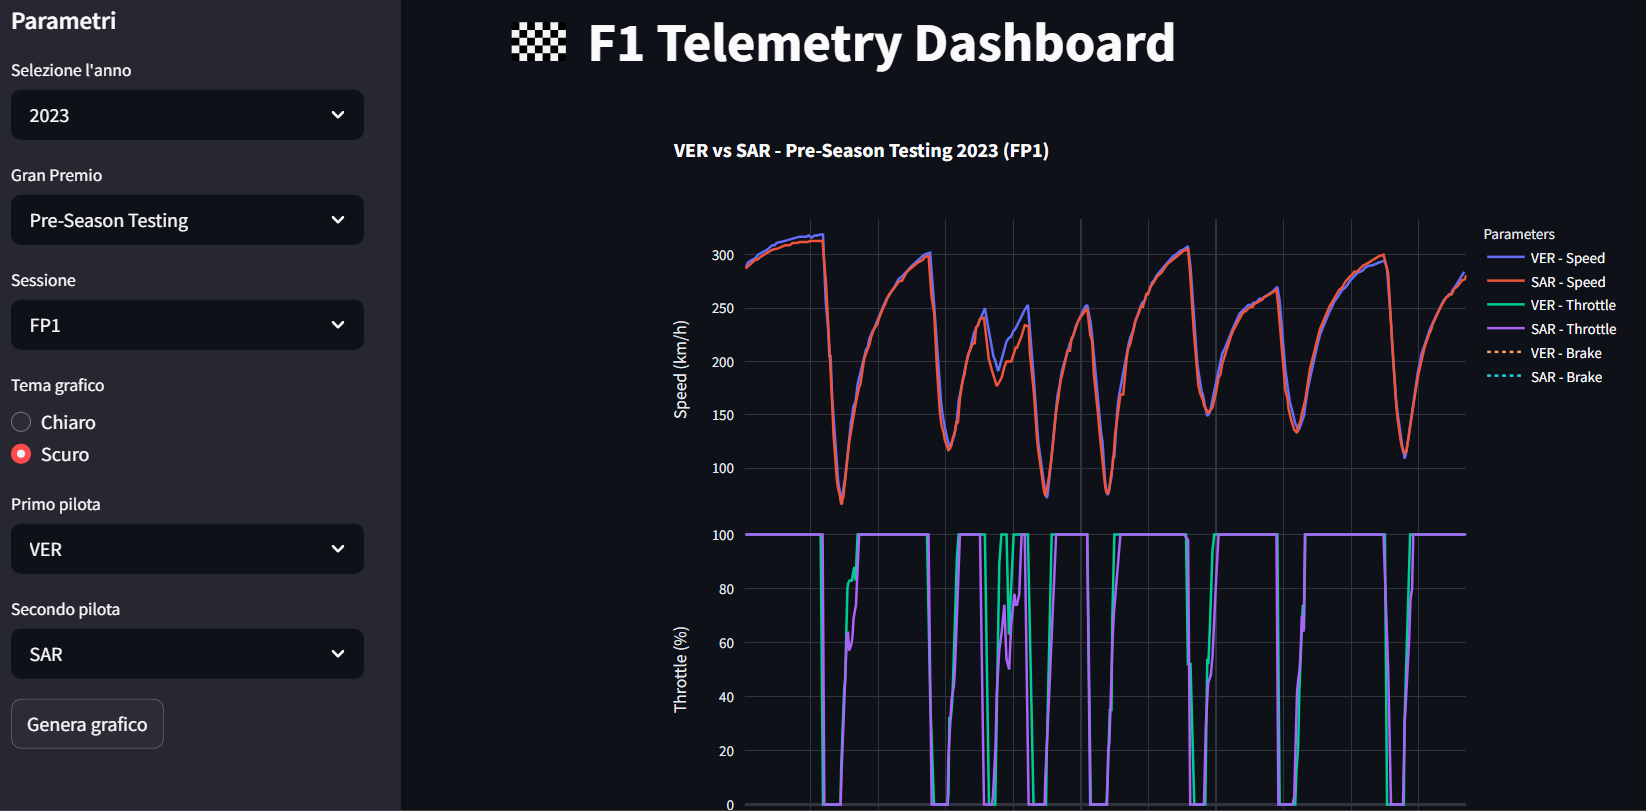 Parametri
Selezione l'anno
2023
Gran Premio
Pre-Season Testing
Sessione
FP1
Tema grafico
Chiaro
Scuro
Primo pilota
VER
Secondo pilota
SAR
Genera grafico
F1 Telemetry Dashboard
VER vs SAR - Pre-Season Testing 2023 (FP1)
Speed (km/h)
300
250
200
150
100
Throttle (%)
100
80
60
40
20
0
Parameters
VER - Speed
SAR - Speed
VER - Throttle
SAR - Throttle
VER - Brake
SAR - Brake